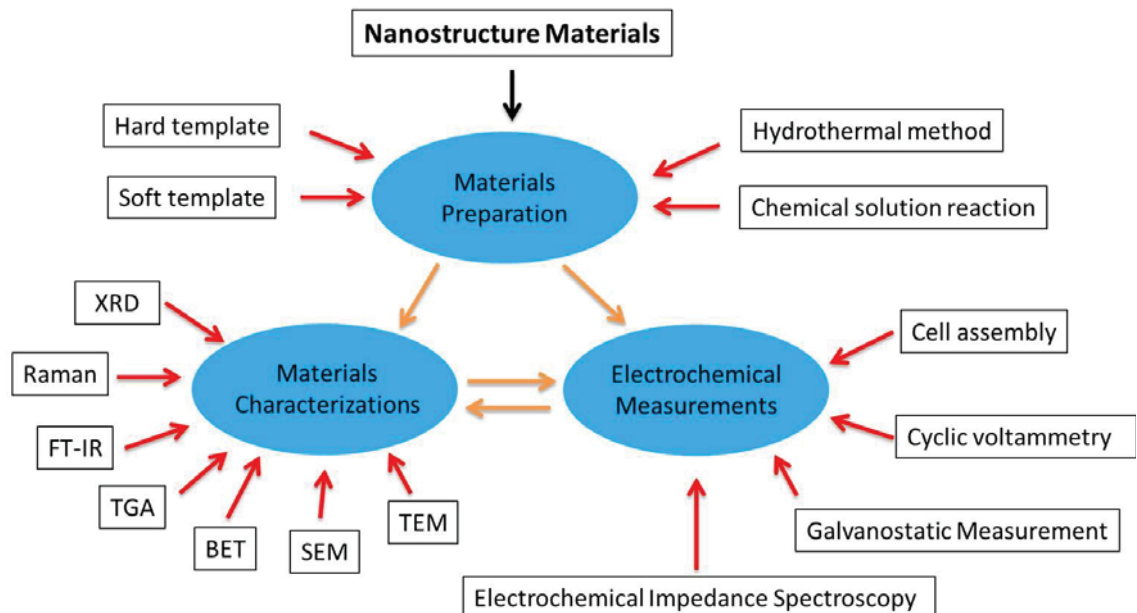 Nanostructure Materials
Hard template
Hydrothermal method
Soft template
Materials
Preparation
Chemical solution reaction
XRD
Cell assembly
Raman
Materials
Characterizations
Electrochemical
Measurements
FT-IR
Cyclic voltammetry
TGA
BET
SEM
TEM
Galvanostatic Measurement
Electrochemical Impedance Spectroscopy